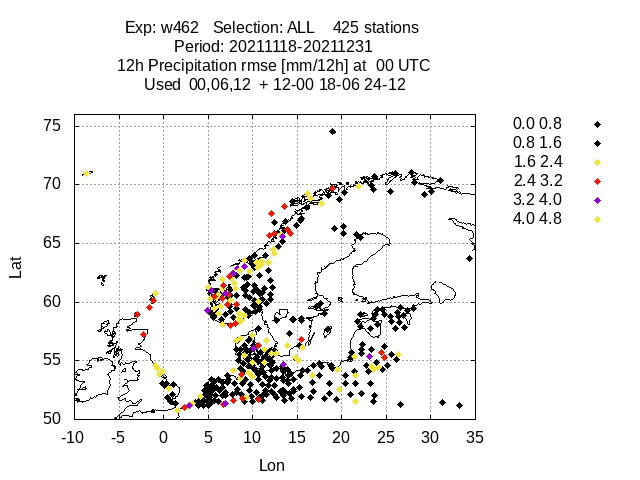 Exp: w462 Selection: ALL 425 stations
Period: 20211118-20211231
12h Precipitation rmse [mm/12h] at 00 UTC
Used 00,06,12 + 12-00 18-06 24-12
0.0 0.8
0.8 1.6
1.6 2.4
2.4 3.2
3.2 4.0
4.0 4.8
75
70
65
60
55
50
Lat
-10 -5 0 5 10 15 20 25 30 35
Lon